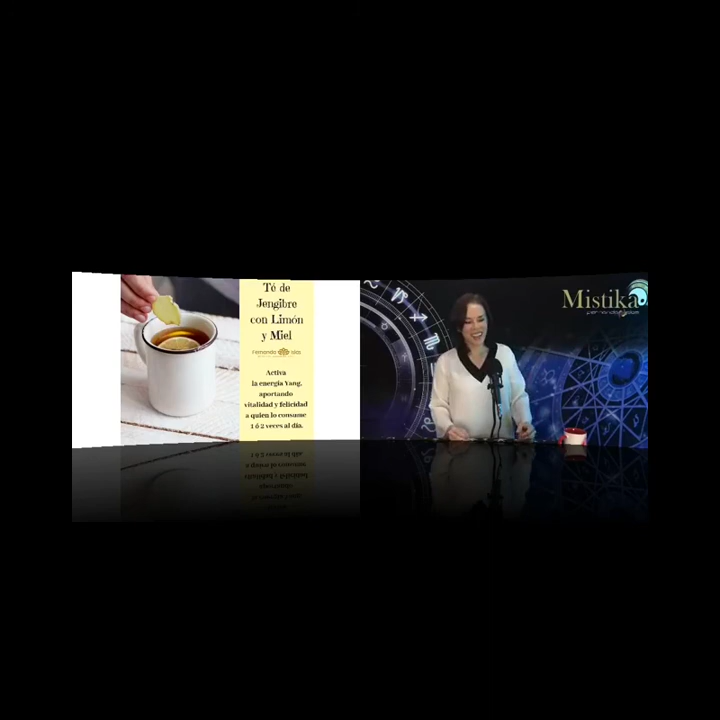 Té de
Jengibre
con Limón
y Miel
Fernanda Islas
Activa
la energía Yang,
aportando
vitalidad y felicidad
a quien lo consume
1 ó 2 veces al día.
Mistika